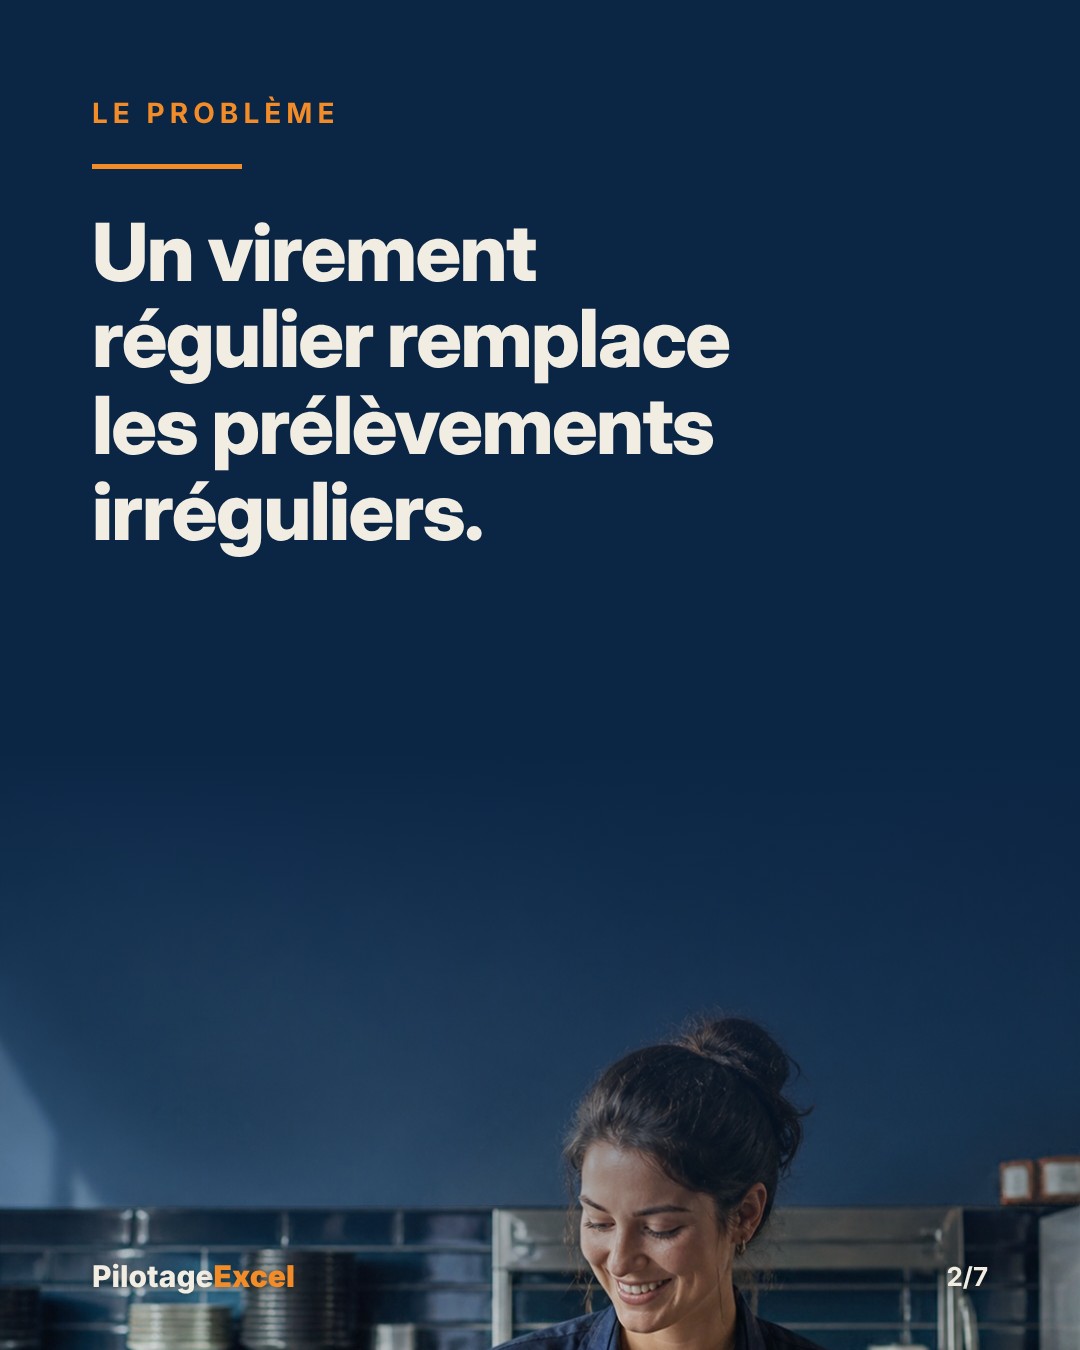 LE PROBLÈME
Un virement
régulier remplace
les prélèvements
irréguliers.
PilotageExcel
2/7